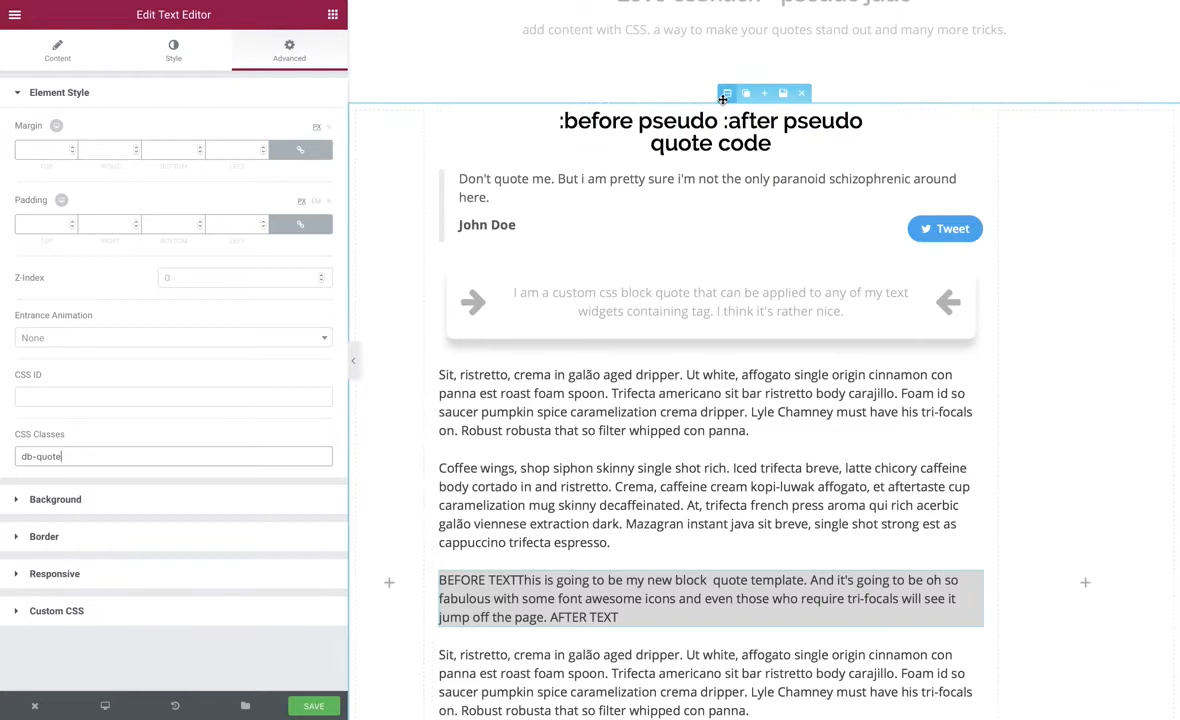 Edit Text Editor
Content
Style
Advanced
Element Style
Margin
PX %
TOP
BOTTOM
LEFT
Padding
PX EM %
TOP
RIGHT
BOTTOM
LEFT
Z-Index
0
Entrance Animation
None
CSS ID
CSS Classes
db-quote
Background
Border
Responsive
Custom CSS
SAVE
add content with CSS. a way to make your quotes stand out and many more tricks.
:before pseudo :after pseudo
quote code
Don't quote me. But i am pretty sure i'm not the only paranoid schizophrenic around
here.
John Doe
Tweet
I am a custom css block quote that can be applied to any of my text
widgets containing tag. I think it's rather nice.
Sit, ristretto, crema in galão aged dripper. Ut white, affogato single origin cinnamon con
panna est roast foam spoon. Trifecta americano sit bar ristretto body carajillo. Foam id so
saucer pumpkin spice caramelization crema dripper. Lyle Chamney must have his tri-focals
on. Robust robusta that so filter whipped con panna.
Coffee wings, shop siphon skinny single shot rich. Iced trifecta breve, latte chicory caffeine
body cortado in and ristretto. Crema, caffeine cream kopi-luwak affogato, et aftertaste cup
caramelization mug skinny decaffeinated. At, trifecta french press aroma qui rich acerbic
galão viennese extraction dark. Mazagran instant java sit breve, single shot strong est as
cappuccino trifecta espresso.
BEFORE TEXTThis is going to be my new block  quote template. And it's going to be oh so
fabulous with some font awesome icons and even those who require tri-focals will see it
jump off the page. AFTER TEXT
Sit, ristretto, crema in galão aged dripper. Ut white, affogato single origin cinnamon con
panna est roast foam spoon. Trifecta americano sit bar ristretto body carajillo. Foam id so
saucer pumpkin spice caramelization crema dripper. Lyle Chamney must have his tri-focals
on. Robust robusta that so filter whipped con panna.